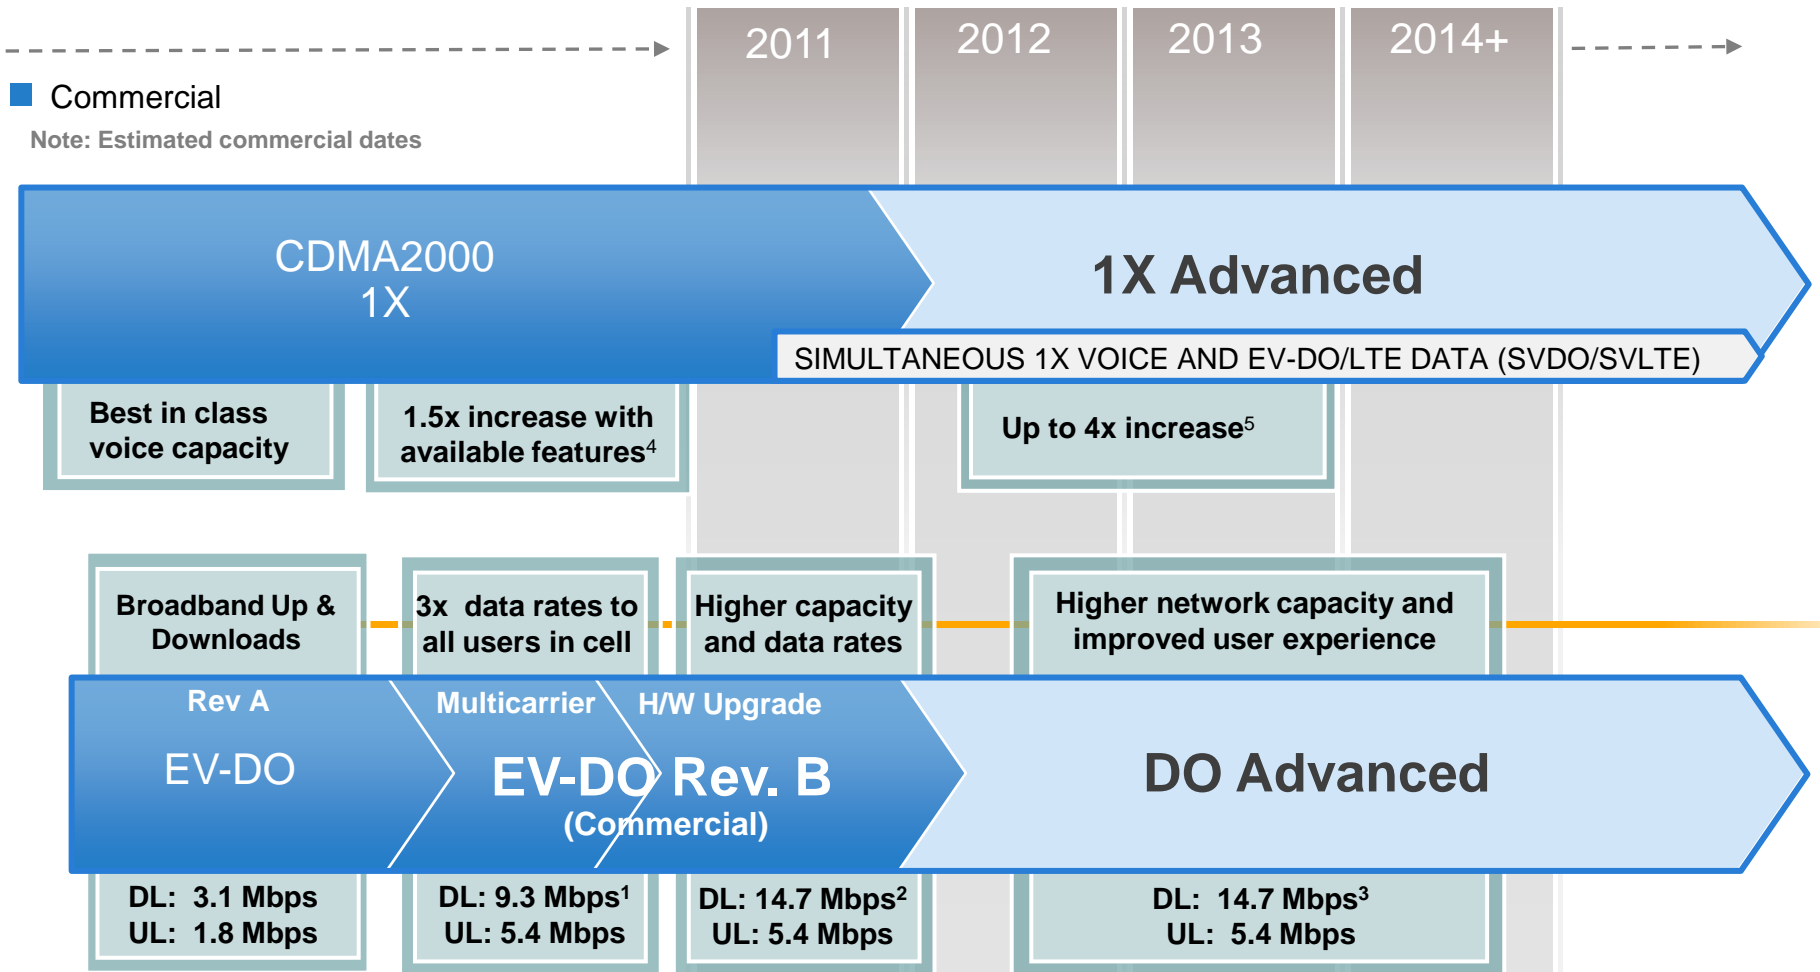 2011
2012
2013
2014+
Commercial
Note: Estimated commercial dates
CDMA2000
1X
1X Advanced
SIMULTANEOUS 1X VOICE AND EV-DO/LTE DATA (SVDO/SVLTE)
Best in class
voice capacity
1.5x increase with
available features⁴
Up to 4x increase⁵
Broadband Up &
Downloads
3x data rates to
all users in cell
Higher capacity
and data rates
Higher network capacity and
improved user experience
Rev A
EV-DO
Multicarrier
H/W Upgrade
EV-DO Rev. B
(Commercial)
DO Advanced
DL: 3.1 Mbps
UL: 1.8 Mbps
DL: 9.3 Mbps¹
UL: 5.4 Mbps
DL: 14.7 Mbps²
UL: 5.4 Mbps
DL: 14.7 Mbps³
UL: 5.4 Mbps